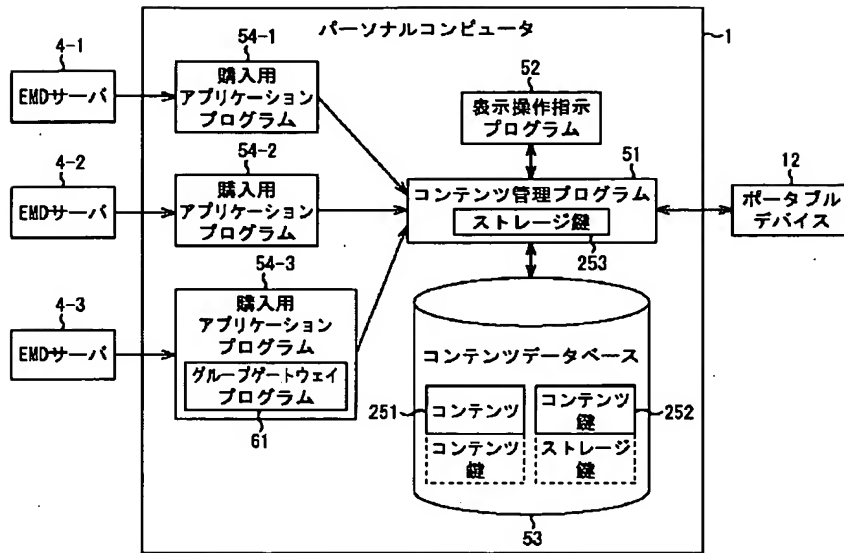 パーソナルコンピュータ
1
4-1
EMDサーバ
54-1
購入用
アプリケーション
プログラム
52
表示操作指示
プログラム
4-2
EMDサーバ
54-2
購入用
アプリケーション
プログラム
51
コンテンツ管理プログラム
ストレージ鍵
253
12
ポータブル
デバイス
4-3
EMDサーバ
54-3
購入用
アプリケーション
プログラム
グループゲートウェイ
プログラム
61
コンテンツデータベース
251
コンテンツ
コンテンツ
鍵
コンテンツ
鍵
252
ストレージ
鍵
53